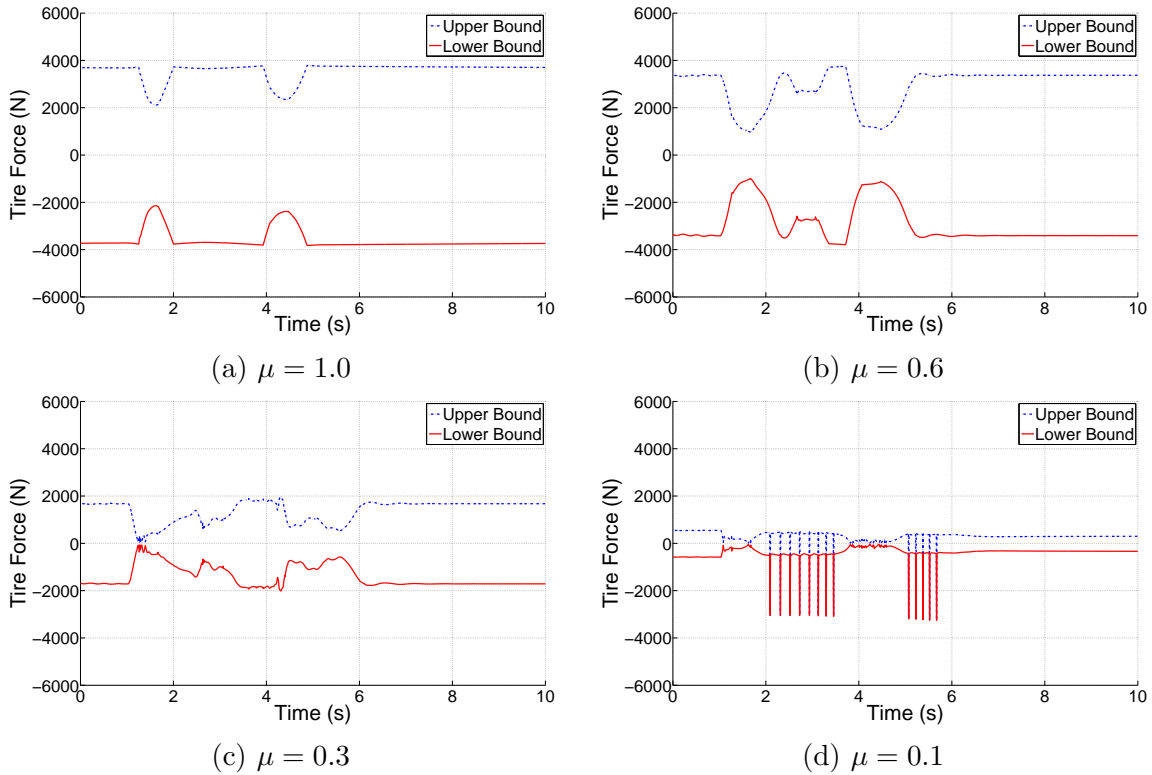 6000
4000
2000
0
−2000
−4000
−6000
0 2 4 6 8 10
Tire Force (N)
Time (s)
Upper Bound
Lower Bound
(a) μ = 1.0
6000
4000
2000
0
−2000
−4000
−6000
0 2 4 6 8 10
Tire Force (N)
Time (s)
Upper Bound
Lower Bound
(b) μ = 0.6
6000
4000
2000
0
−2000
−4000
−6000
0 2 4 6 8 10
Tire Force (N)
Time (s)
Upper Bound
Lower Bound
(c) μ = 0.3
6000
4000
2000
0
−2000
−4000
−6000
0 2 4 6 8 10
Tire Force (N)
Time (s)
Upper Bound
Lower Bound
(d) μ = 0.1